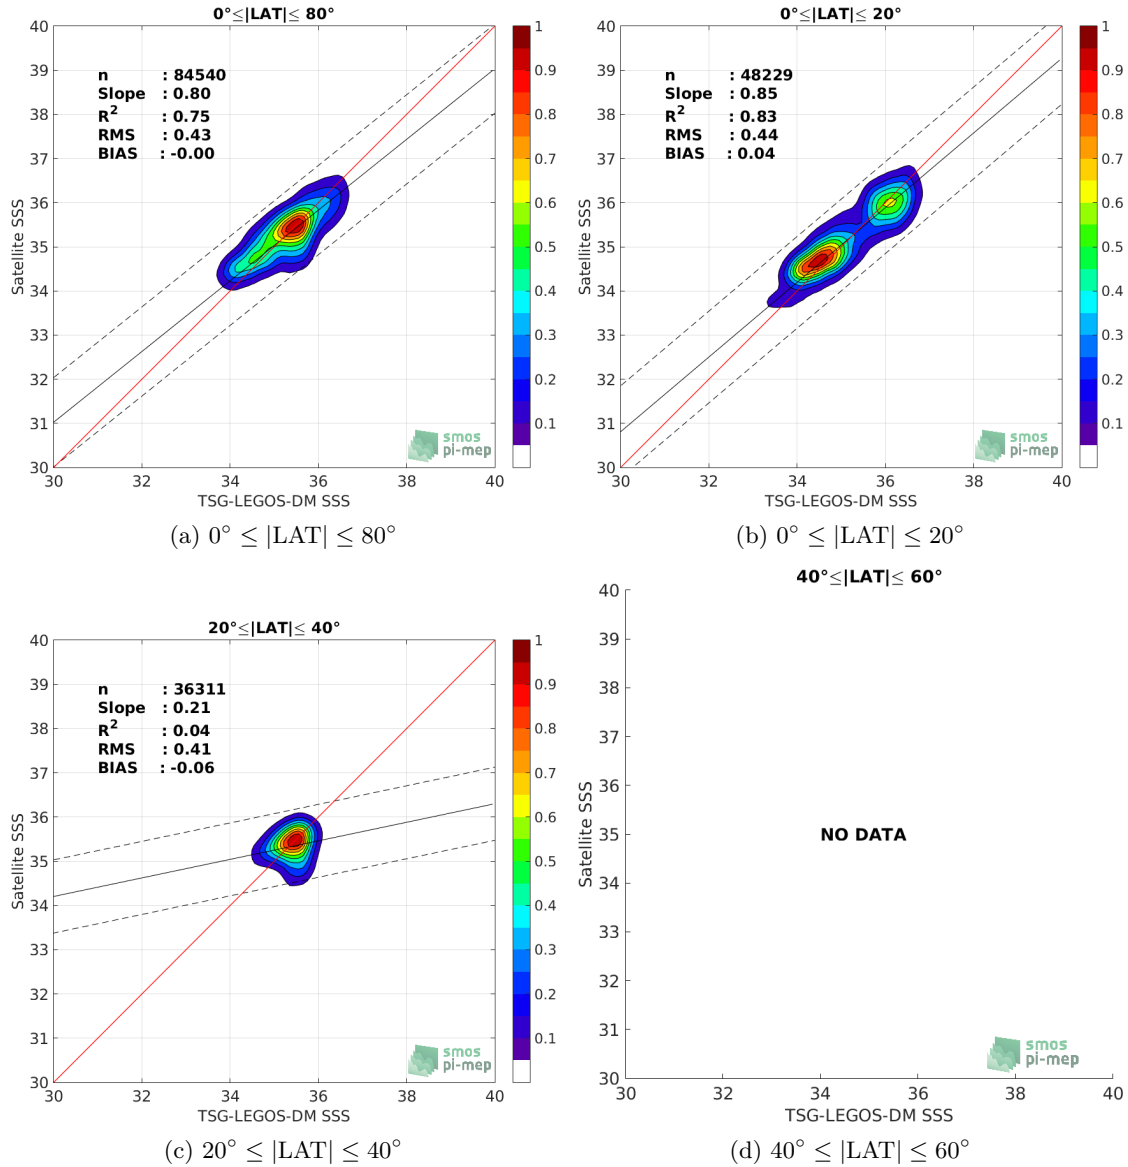 0°≤|LAT|≤ 80°
n : 84540
Slope : 0.80
R2 : 0.75
RMS : 0.43
BIAS : -0.00
Satellite SSS
40
39
38
37
36
35
34
33
32
31
30
30 32 34 36 38 40
TSG-LEGOS-DM SSS
1
0.9
0.8
0.7
0.6
0.5
0.4
0.3
0.2
0.1
smos
pi-mep
(a) 0° ≤ |LAT| ≤ 80°
0°≤|LAT|≤ 20°
n : 48229
Slope : 0.85
R2 : 0.83
RMS : 0.44
BIAS : 0.04
Satellite SSS
40
39
38
37
36
35
34
33
32
31
30
30 32 34 36 38 40
TSG-LEGOS-DM SSS
1
0.9
0.8
0.7
0.6
0.5
0.4
0.3
0.2
0.1
smos
pi-mep
(b) 0° ≤ |LAT| ≤ 20°
20°≤|LAT|≤ 40°
n : 36311
Slope : 0.21
R2 : 0.04
RMS : 0.41
BIAS : -0.06
Satellite SSS
40
39
38
37
36
35
34
33
32
31
30
30 32 34 36 38 40
TSG-LEGOS-DM SSS
1
0.9
0.8
0.7
0.6
0.5
0.4
0.3
0.2
0.1
smos
pi-mep
(c) 20° ≤ |LAT| ≤ 40°
40°≤|LAT|≤ 60°
Satellite SSS
40
39
38
37
36
35
34
33
32
31
30
NO DATA
30 32 34 36 38 40
TSG-LEGOS-DM SSS
smos
pi-mep
(d) 40° ≤ |LAT| ≤ 60°